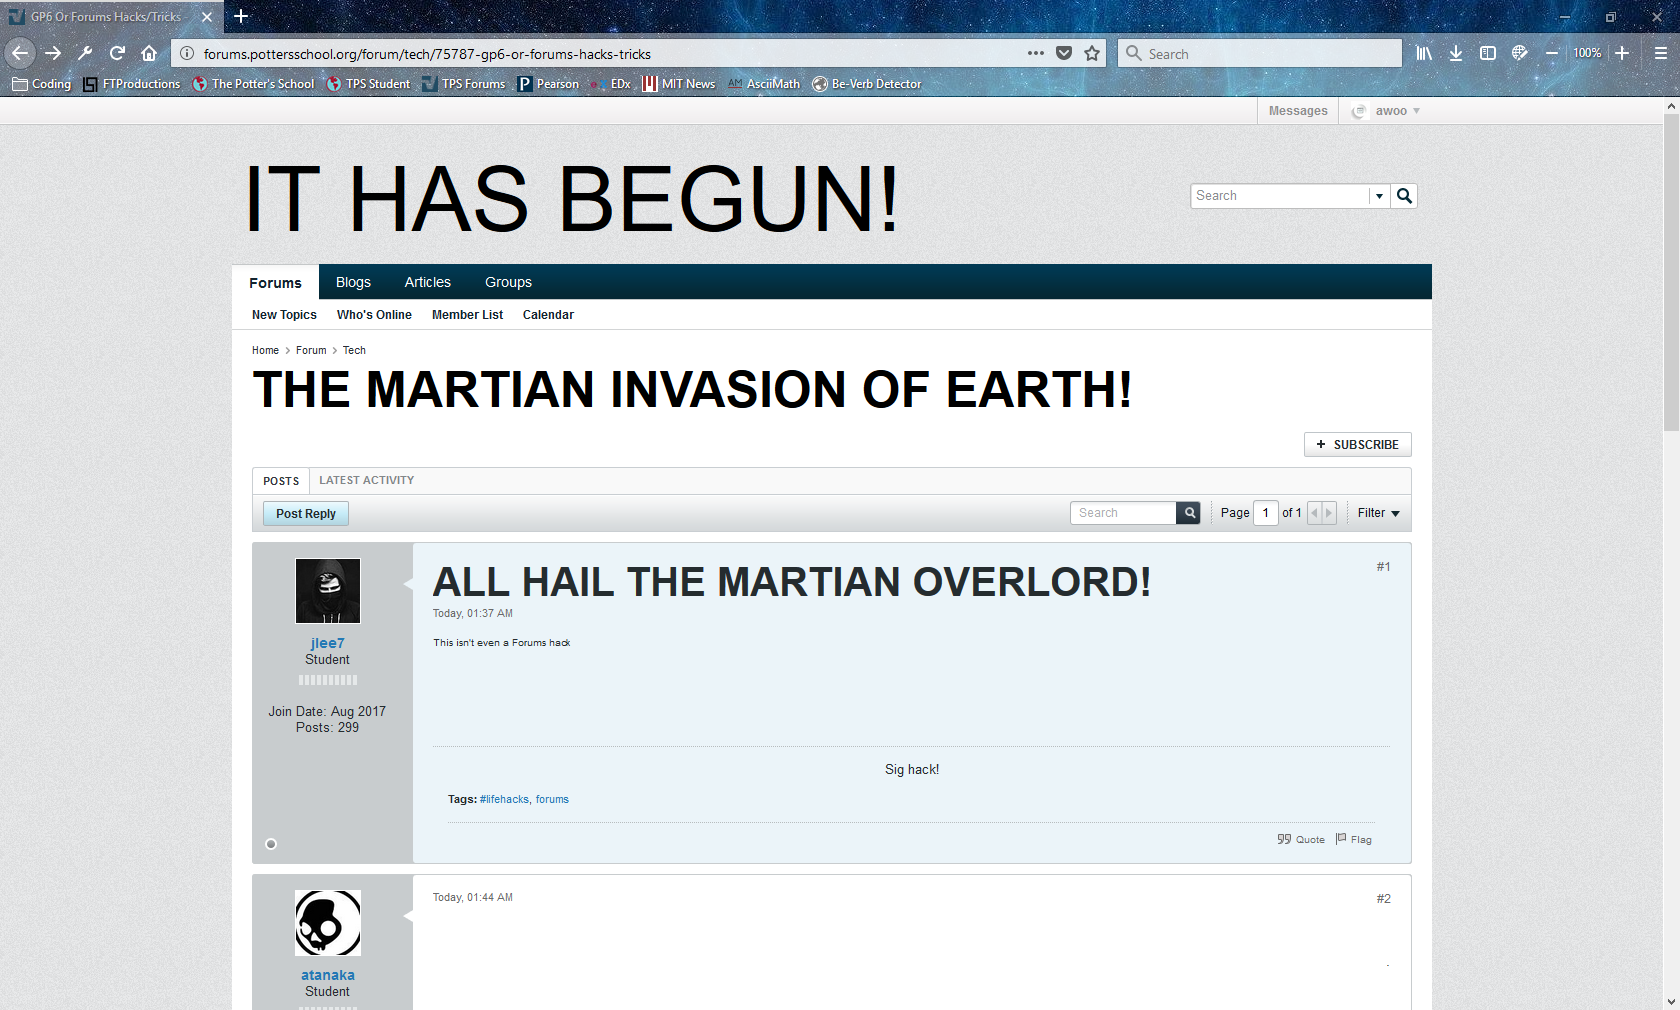 GP6 Or Forums Hacks/Tricks
forums.pottersschool.org/forum/tech/75787-gp6-or-forums-hacks-tricks
Search
100%
Coding FTProductions The Potter's School TPS Student TPS Forums Pearson EDx MIT News AsciiMath Be-Verb Detector
Messages awoo
IT HAS BEGUN!
Search
Forums Blogs Articles Groups
New Topics Who's Online Member List Calendar
Home > Forum > Tech
THE MARTIAN INVASION OF EARTH!
+ SUBSCRIBE
POSTS LATEST ACTIVITY
Post Reply Search Page 1 of 1 Filter
ALL HAIL THE MARTIAN OVERLORD! #1
Today, 01:37 AM
This isn't even a Forums hack
jlee7
Student
Join Date: Aug 2017
Posts: 299
Sig hack!
Tags: #lifehacks, forums
Quote Flag
Today, 01:44 AM #2
.
atanaka
Student